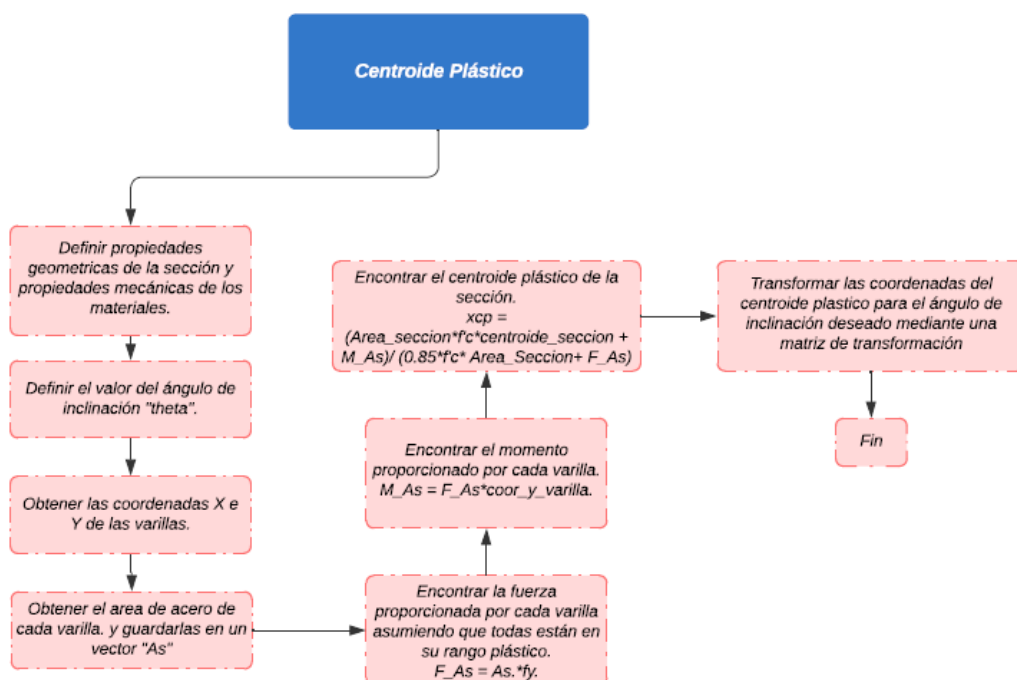 Centroide Plástico
Definir propiedades
geometricas de la sección y
propiedades mecánicas de los
materiales.
Definir el valor del ángulo de
inclinación "theta".
Obtener las coordenadas X e
Y de las varillas.
Obtener el area de acero de
cada varilla. y guardarlas en un
vector "As"
Encontrar la fuerza
proporcionada por cada varilla
asumiendo que todas están en
su rango plástico.
F_As = As.*fy.
Encontrar el momento
proporcionado por cada varilla.
M_As = F_As*coor_y_varilla.
Encontrar el centroide plástico de la
sección.
xcp =
(Area_seccion*f'c*centroide_seccion +
M_As)/ (0.85*f'c* Area_Seccion+ F_As)
Transformar las coordenadas del
centroide plastico para el ángulo de
inclinación deseado mediante una
matriz de transformación
Fin